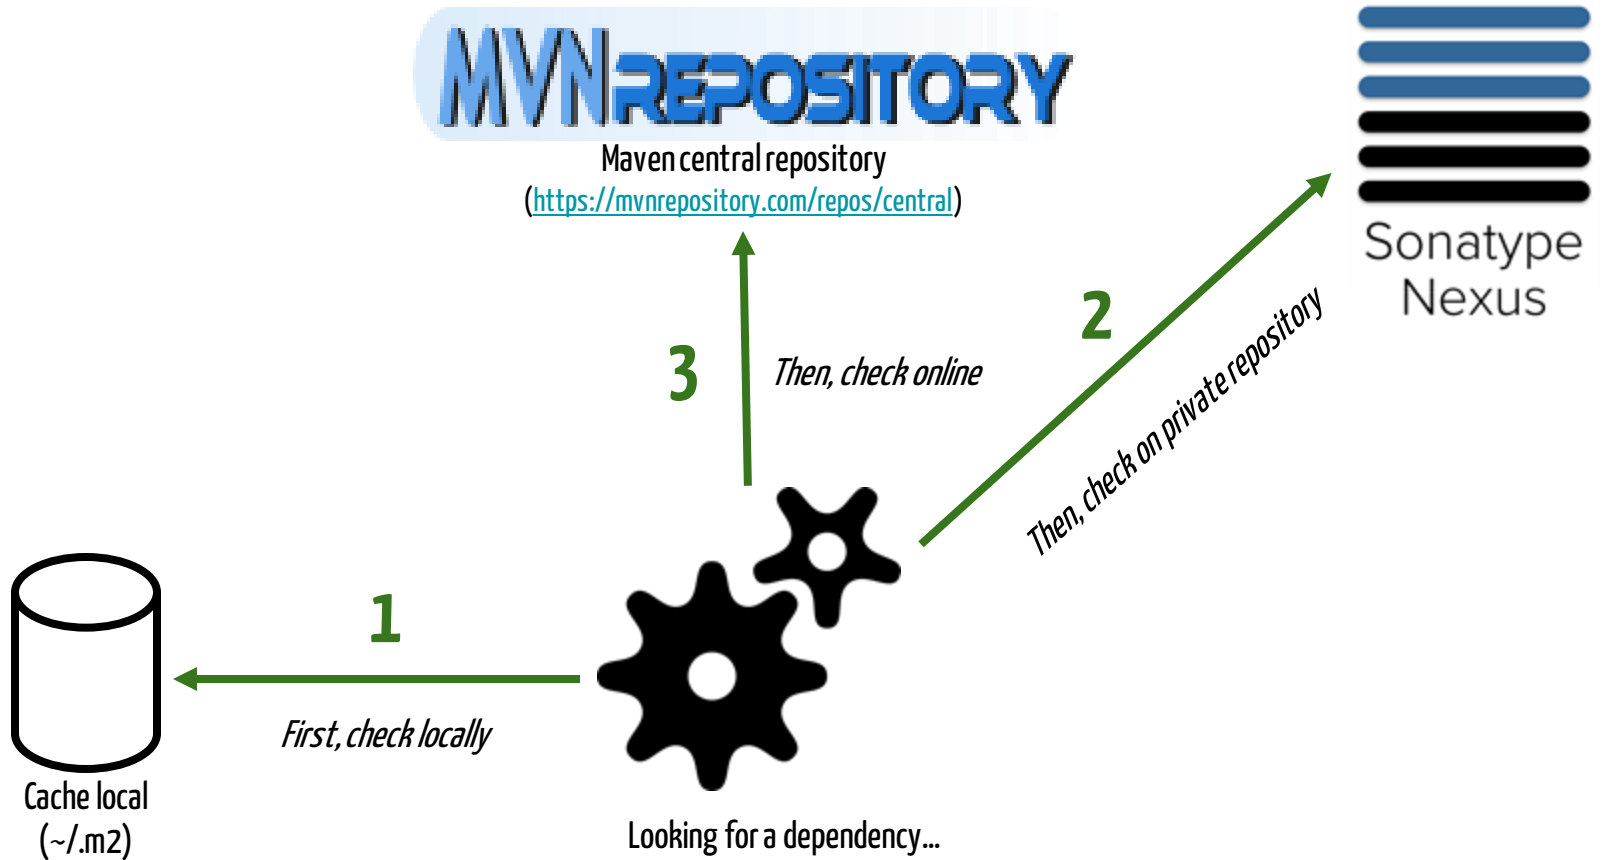 MVNREPOSITORY
Maven central repository
(https://mvnrepository.com/repos/central)
Sonatype
Nexus
2
3
Then, check online
Then, check on private repository
1
First, check locally
Cache local
(~/.m2)
Looking for a dependency...